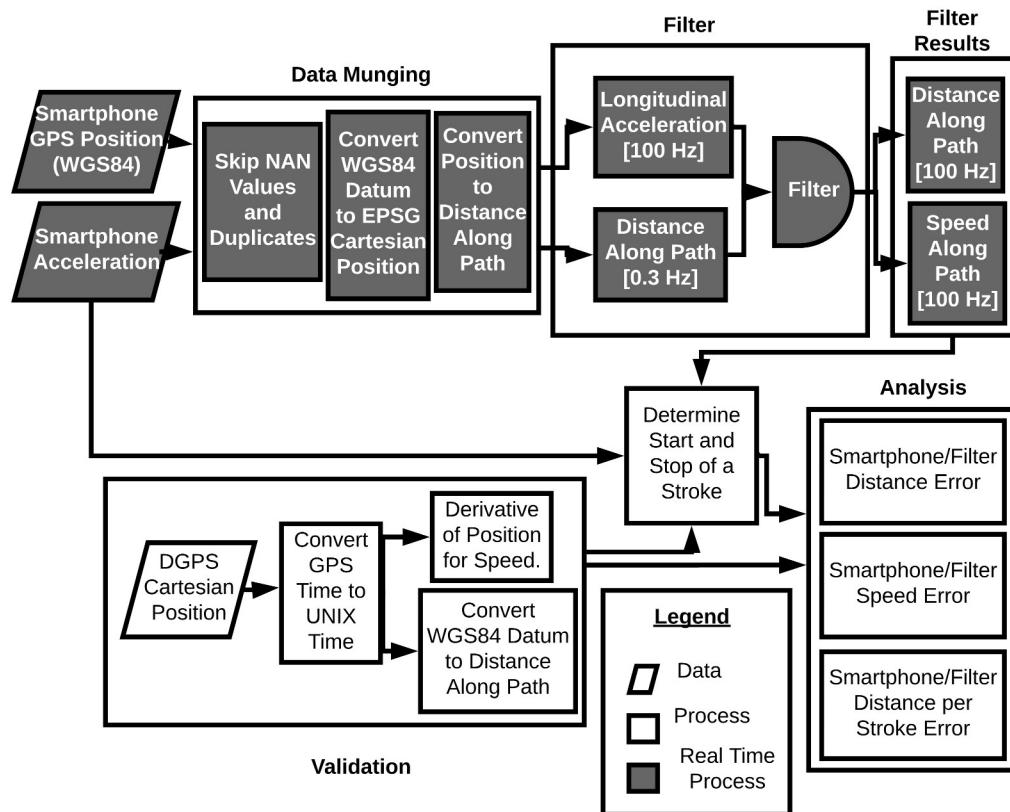 Data Munging
Smartphone
GPS Position
(WGS84)
Smartphone
Acceleration
Skip NAN
Values
and
Duplicates
Convert
WGS84
Datum
to EPSG
Cartesian
Position
Convert
Position
to
Distance
Along
Path
Filter
Longitudinal
Acceleration
[100 Hz]
Distance
Along Path
[0.3 Hz]
Filter
Filter
Results
Distance
Along
Path
[100 Hz]
Speed
Along
Path
[100 Hz]
Determine
Start and
Stop of a
Stroke
Analysis
Smartphone/Filter
Distance Error
Smartphone/Filter
Speed Error
Smartphone/Filter
Distance per
Stroke Error
DGPS
Cartesian
Position
Convert
GPS
Time to
UNIX
Time
Derivative
of Position
for Speed.
Convert
WGS84 Datum
to Distance
Along Path
Validation
Legend
Data
Process
Real Time
Process